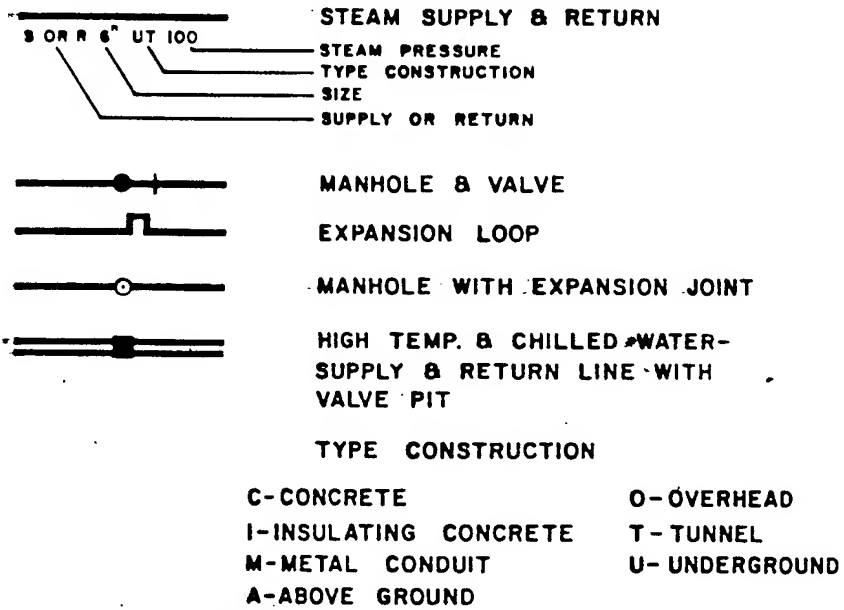 STEAM SUPPLY & RETURN
S OR R 6" UT 100
STEAM PRESSURE
TYPE CONSTRUCTION
SIZE
SUPPLY OR RETURN
MANHOLE & VALVE
EXPANSION LOOP
MANHOLE WITH EXPANSION JOINT
HIGH TEMP. & CHILLED WATER-
SUPPLY & RETURN LINE WITH
VALVE PIT
TYPE CONSTRUCTION
C-CONCRETE O-OVERHEAD
I-INSULATING CONCRETE T-TUNNEL
M-METAL CONDUIT U-UNDERGROUND
A-ABOVE GROUND